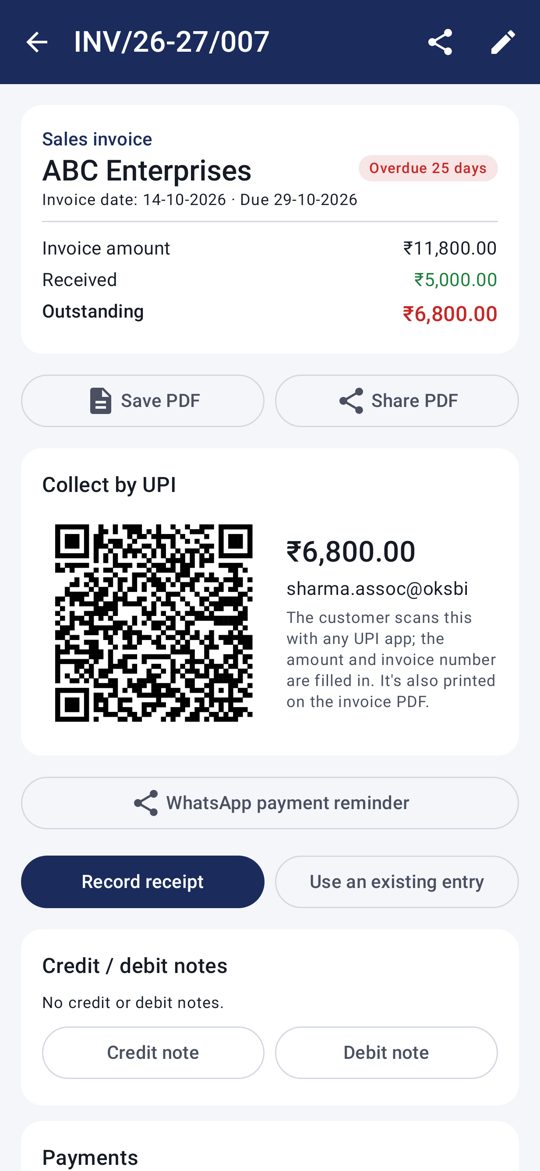 INV/26-27/007
Sales invoice
ABC Enterprises
Overdue 25 days
Invoice date: 14-10-2026 · Due 29-10-2026
Invoice amount ₹11,800.00
Received ₹5,000.00
Outstanding ₹6,800.00
Save PDF
Share PDF
Collect by UPI
₹6,800.00
sharma.assoc@oksbi
The customer scans this
with any UPI app; the
amount and invoice number
are filled in. It's also printed
on the invoice PDF.
WhatsApp payment reminder
Record receipt
Use an existing entry
Credit / debit notes
No credit or debit notes.
Credit note
Debit note
Payments